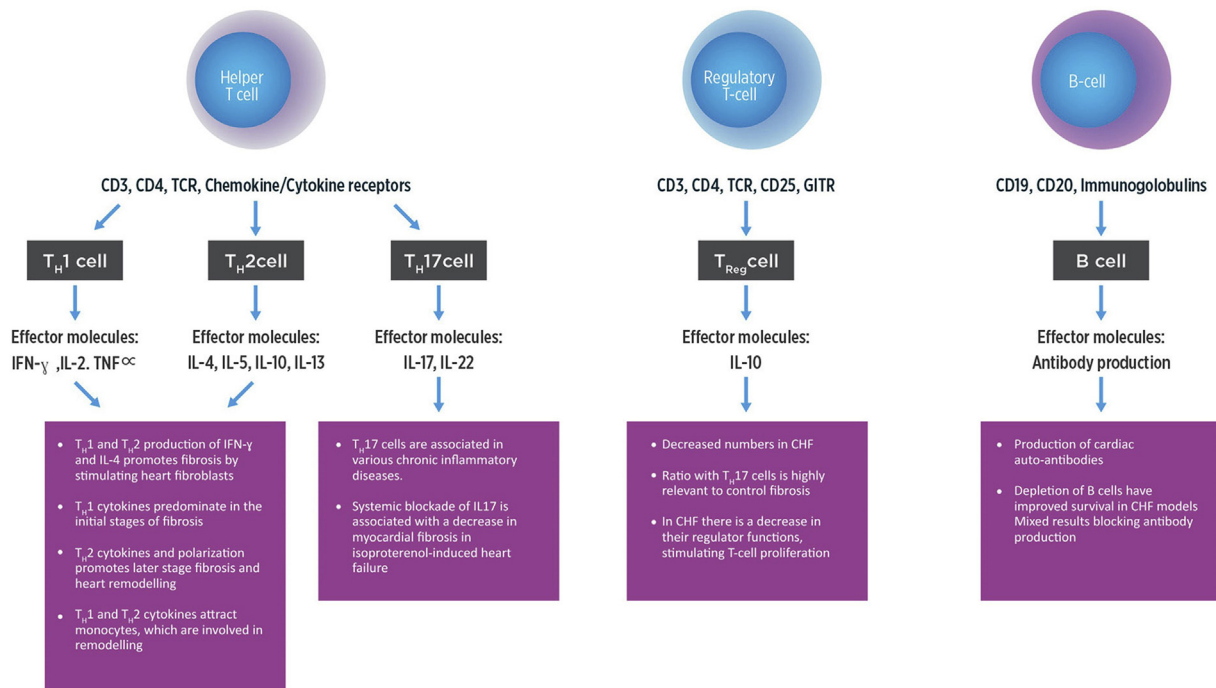 Helper
T cell
Regulatory
T-cell
B-cell
CD3, CD4, TCR, Chemokine/Cytokine receptors
CD3, CD4, TCR, CD25, GITR
CD19, CD20, Immunogolobulins
TH1 cell
TH2cell
TH17cell
TReg cell
B cell
Effector molecules:
IFN-γ ,IL-2. TNF∝
Effector molecules:
IL-4, IL-5, IL-10, IL-13
Effector molecules:
IL-17, IL-22
Effector molecules:
IL-10
Effector molecules:
Antibody production
• TH1 and TH2 production of IFN-γ
and IL-4 promotes fibrosis by
stimulating heart fibroblasts
• TH1 cytokines predominate in the
initial stages of fibrosis
• TH2 cytokines and polarization
promotes later stage fibrosis and
heart remodelling
• TH1 and TH2 cytokines attract
monocytes, which are involved in
remodelling
• TH17 cells are associated in
various chronic inflammatory
diseases.
• Systemic blockade of IL17 is
associated with a decrease in
myocardial fibrosis in
isoproterenol-induced heart
failure
• Decreased numbers in CHF
• Ratio with TH17 cells is highly
relevant to control fibrosis
• In CHF there is a decrease in
their regulator functions,
stimulating T-cell proliferation
• Production of cardiac
auto-antibodies
• Depletion of B cells have
improved survival in CHF models
Mixed results blocking antibody
production